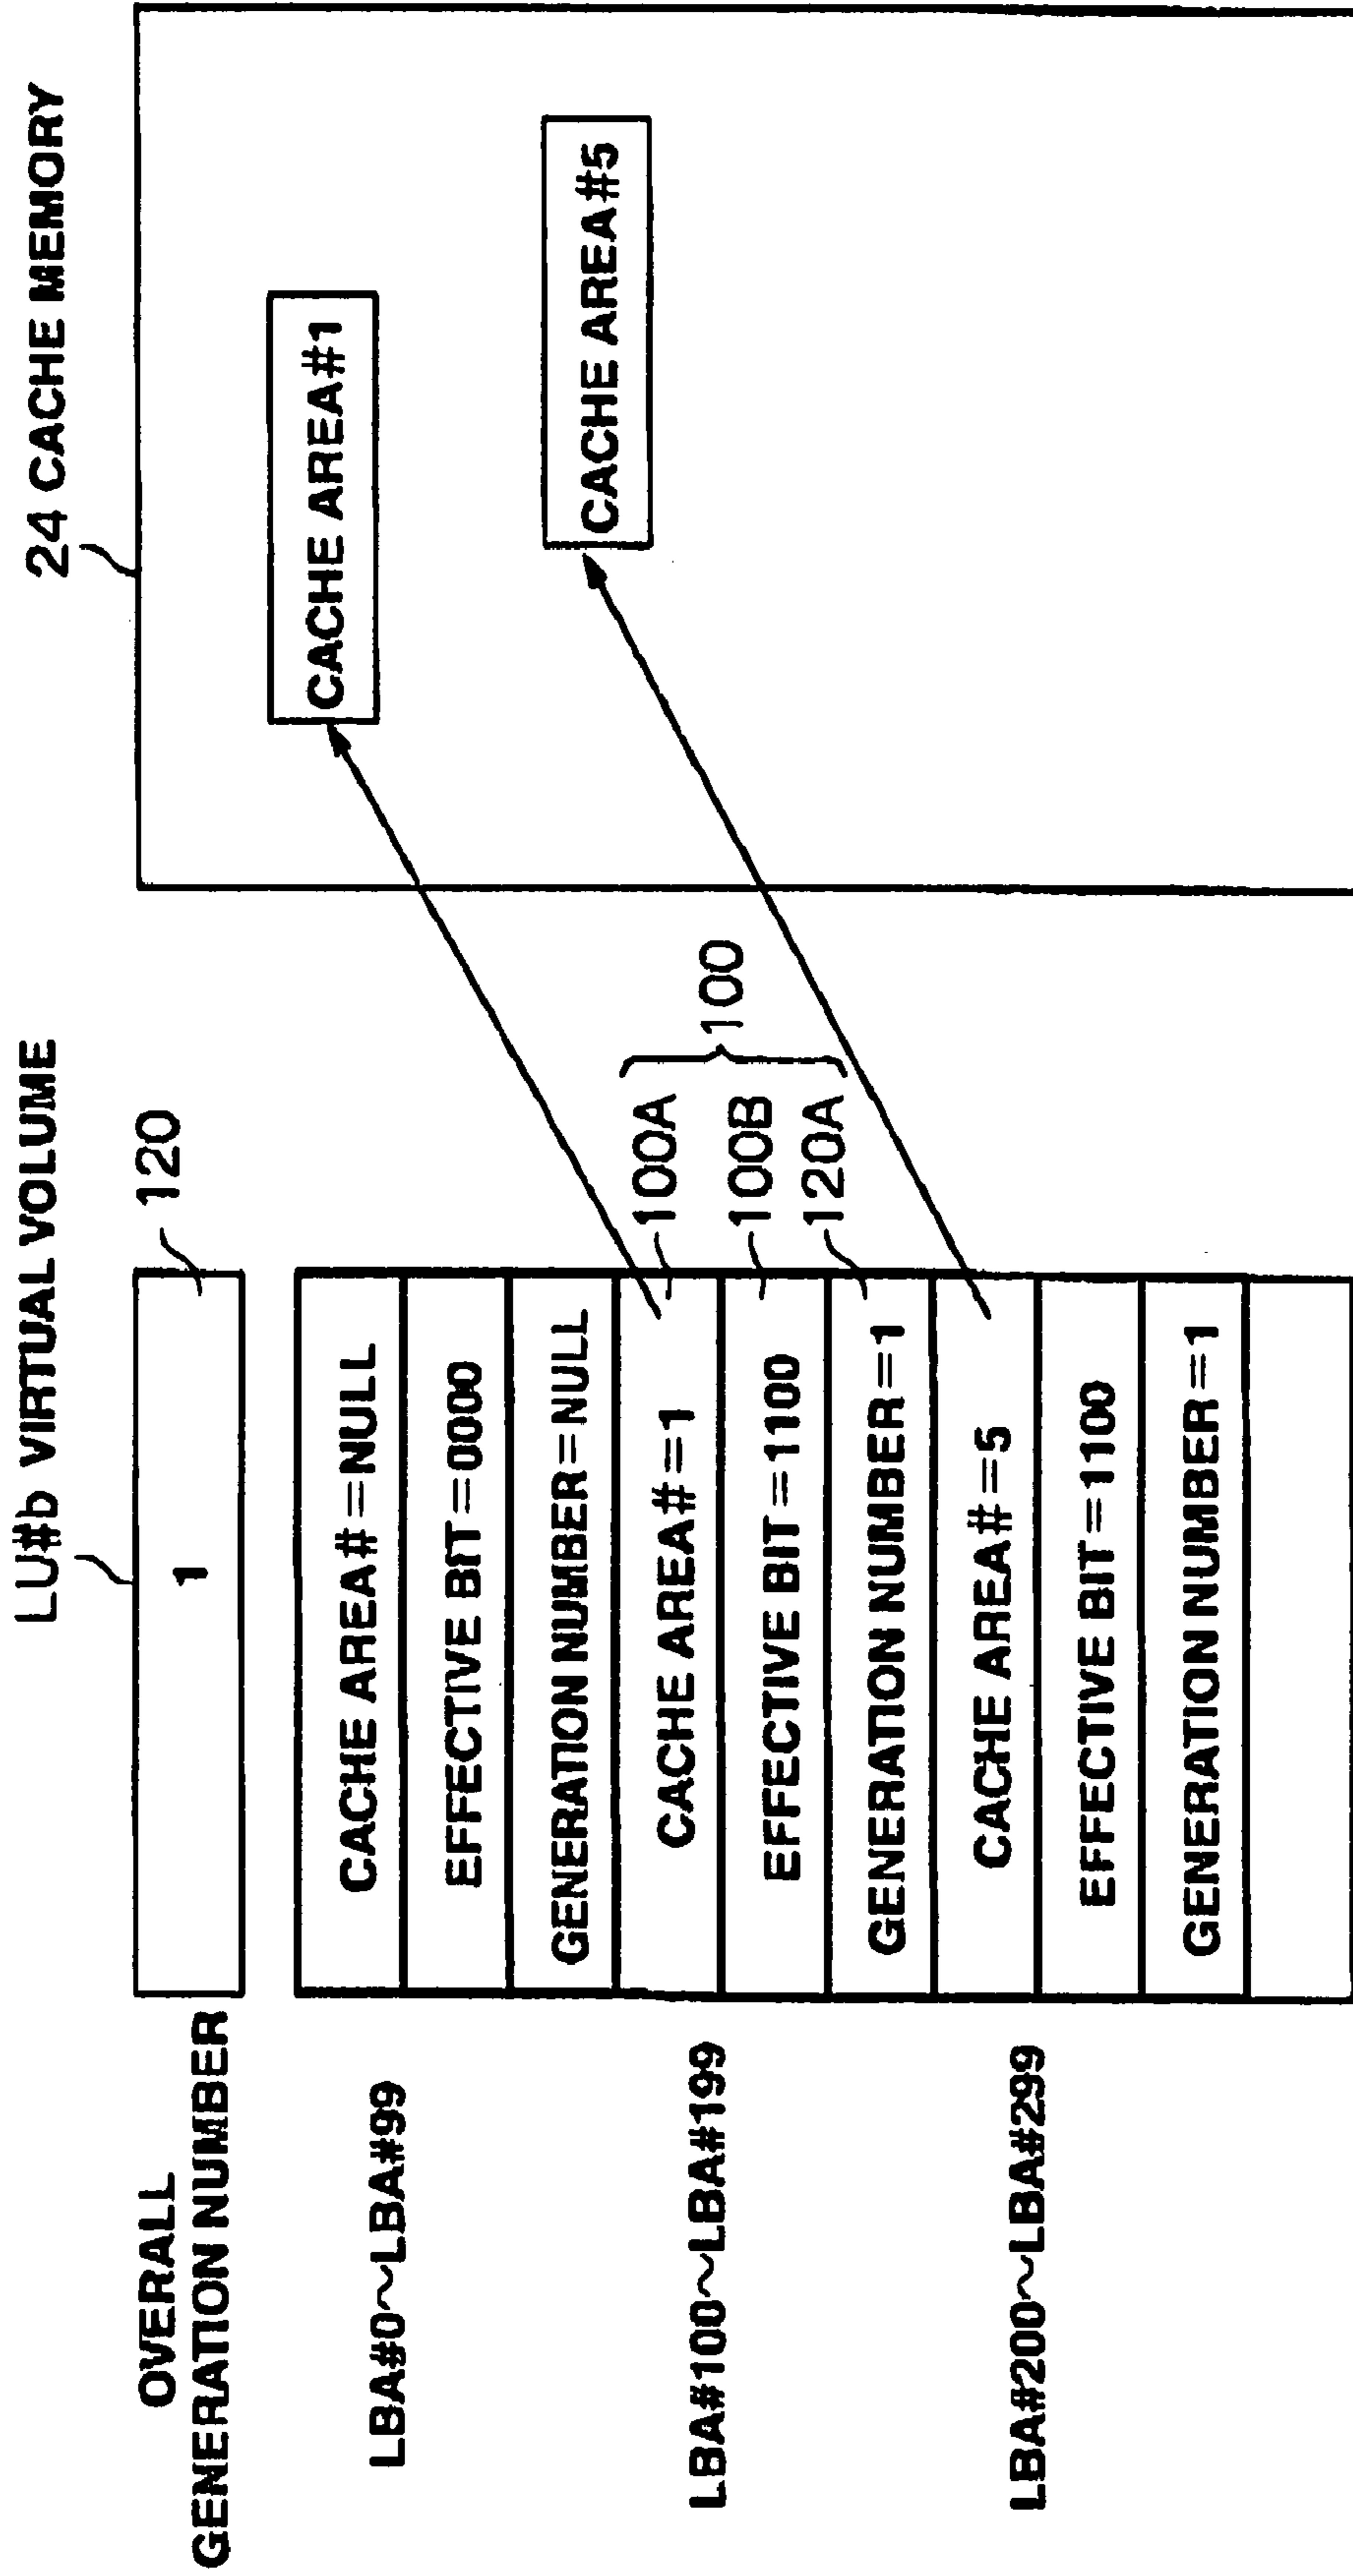 LU#b VIRTUAL VOLUME
24 CACHE MEMORY
OVERALL
GENERATION NUMBER
1
120
LBA#0~LBA#99
CACHE AREA#=NULL
EFFECTIVE BIT=0000
GENERATION NUMBER=NULL
LBA#100~LBA#199
CACHE AREA#=1
EFFECTIVE BIT=1100
GENERATION NUMBER=1
100A
100B
120A
100
LBA#200~LBA#299
CACHE AREA#=5
EFFECTIVE BIT=1100
GENERATION NUMBER=1
CACHE AREA#1
CACHE AREA#5